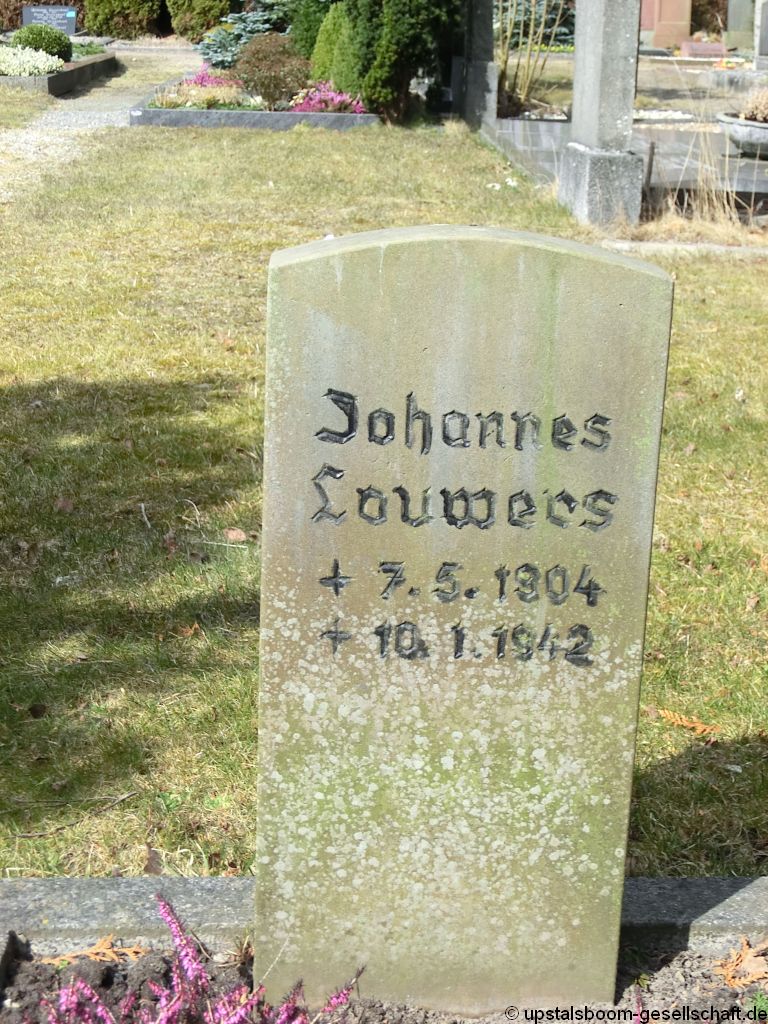 Johannes
Louwers
+ 7.5.1904
+ 10.1.1942
© upstalsboom-gesellschaft.de